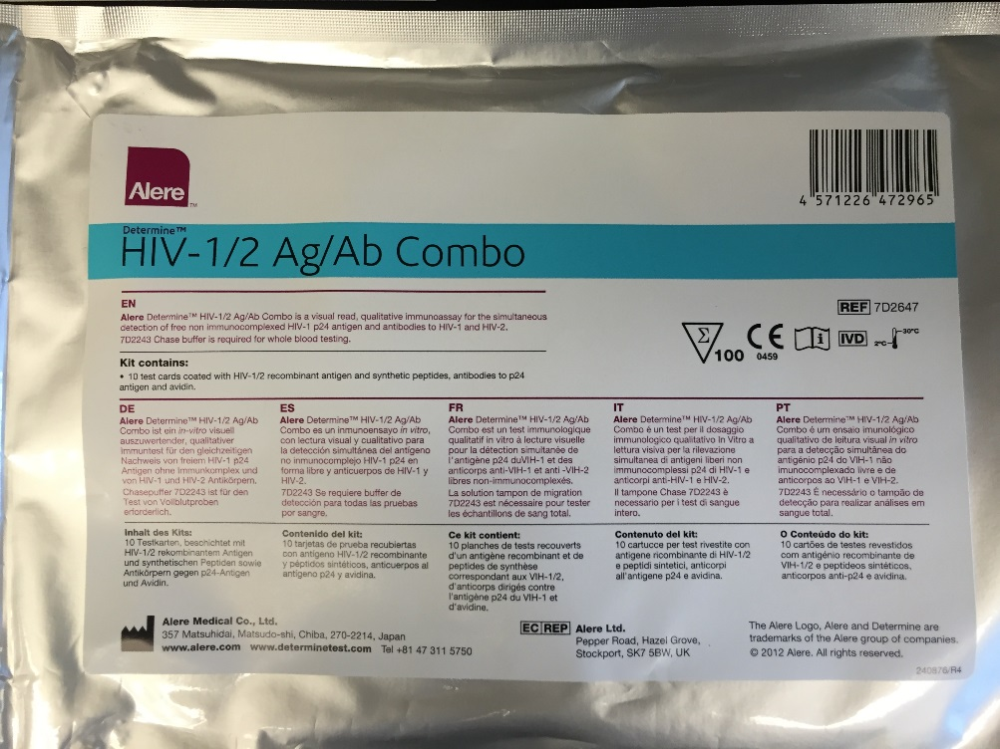 Alere™
4 571226 472965
Determine™
HIV-1/2 Ag/Ab Combo
EN
Alere Determine™ HIV-1/2 Ag/Ab Combo is a visual read, qualitative immunoassay for the simultaneous
detection of free non immunocomplexed HIV-1 p24 antigen and antibodies to HIV-1 and HIV-2.
7D2243 Chase buffer is required for whole blood testing.
Kit contains:
• 10 test cards coated with HIV-1/2 recombinant antigen and synthetic peptides, antibodies to p24
antigen and avidin.
REF 7D2647
Σ 100 CE 0459 i IVD 2°C 30°C
DE
Alere Determine™ HIV-1/2 Ag/Ab
Combo ist ein in-vitro visuell
auszuwertender, qualitativer
Immuntest für den gleichzeitigen
Nachweis von freiem HIV-1 p24
Antigen ohne Immunkomplex und
von HIV-1 und HIV-2 Antikörpern.
Chasepuffer 7D2243 ist für den
Test von Vollblutproben
erforderlich.
Inhalt des Kits:
10 Testkarten, beschichtet mit
HIV-1/2 rekombinantem Antigen
und synthetischen Peptiden sowie
Antikörpern gegen p24-Antigen
und Avidin.
ES
Alere Determine™ HIV-1/2 Ag/Ab
Combo es un inmunoensayo in vitro,
con lectura visual y cualitativo para
la detección simultánea del antígeno
no inmunocomplejo HIV-1 p24 en
forma libre y anticuerpos de HIV-1 y
HIV-2.
7D2243 Se requiere buffer de
detección para todas las pruebas
por sangre.
Contenido del kit:
10 tarjetas de prueba recubiertas
con antígeno HIV-1/2 recombinante
y péptidos sintéticos, anticuerpos al
antígeno p24 y avidina.
FR
Alere Determine™ HIV-1/2 Ag/Ab
Combo est un test immunologique
qualitatif in vitro à lecture visuelle
pour la détection simultanée de
l'antigène p24 duVIH-1 et des
anticorps anti-VIH-1 et anti -VIH-2
libres non-immunocomplexés.
La solution tampon de migration
7D2243 est nécessaire pour tester
les échantillons de sang total.
Ce kit contient:
10 planches de tests recouverts
d'un antigène recombinant et de
peptides de synthèse
correspondant aux VIH-1/2,
d'anticorps dirigés contre
l'antigène p24 du VIH-1 et
d'avidine.
IT
Alere Determine™ HIV-1/2 Ag/Ab
Combo é un test per il dosaggio
immunologico qualitativo In Vitro a
lettura visiva per la rilevazione
simultanea di antigeni liberi non
immunocomplessi p24 di HIV-1 e
anticorpi anti-HIV-1 e HIV-2.
Il tampone Chase 7D2243 è
necessario per i test di sangue
intero.
Contenuto del kit:
10 cartucce per test rivestite con
antigene ricombinante di HIV-1/2
e peptidi sintetici, anticorpi
all'antigene p24 e avidina.
PT
Alere Determine™ HIV-1/2 Ag/Ab
Combo é um ensaio imunológico
qualitativo de leitura visual in vitro
para a detecção simultânea do
antigénio p24 do VIH-1 não
imunocomplexado livre e de
anticorpos ao VIH-1 e VIH-2.
7D2243 É necessário o tampão de
detecção para realizar análises em
sangue total.
O Conteúdo do kit:
10 cartões de testes revestidos
com antigénio recombinante de
VIH-1/2 e peptídeos sintéticos,
anticorpos anti-p24 e avidina.
Alere Medical Co., Ltd.
357 Matsuhidai, Matsudo-shi, Chiba, 270-2214, Japan
www.alere.com www.determinetest.com Tel +81 47 311 5750
EC REP Alere Ltd.
Pepper Road, Hazel Grove,
Stockport, SK7 5BW, UK
The Alere Logo, Alere and Determine are
trademarks of the Alere group of companies.
© 2012 Alere. All rights reserved.
240876/R4